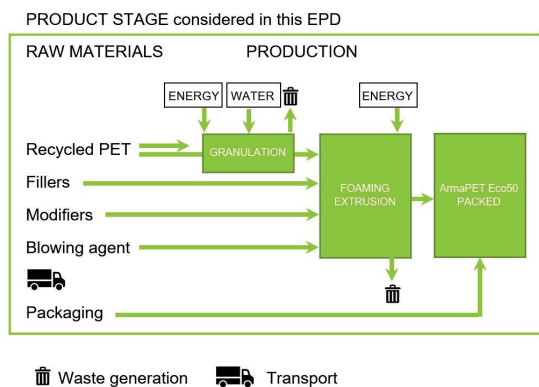 PRODUCT STAGE considered in this EPD
RAW MATERIALS
PRODUCTION
ENERGY
WATER
ENERGY
Recycled PET
GRANULATION
Fillers
FOAMING
EXTRUSION
ArmaPET Eco50
PACKED
Modifiers
Blowing agent
Packaging
Waste generation
Transport